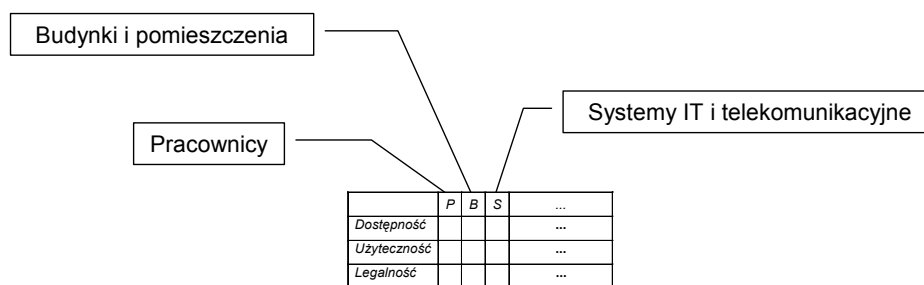 Budynki i pomieszczenia
Systemy IT i telekomunikacyjne
Pracownicy
P B S ...
Dostępność ...
Użyteczność ...
Legalność ...